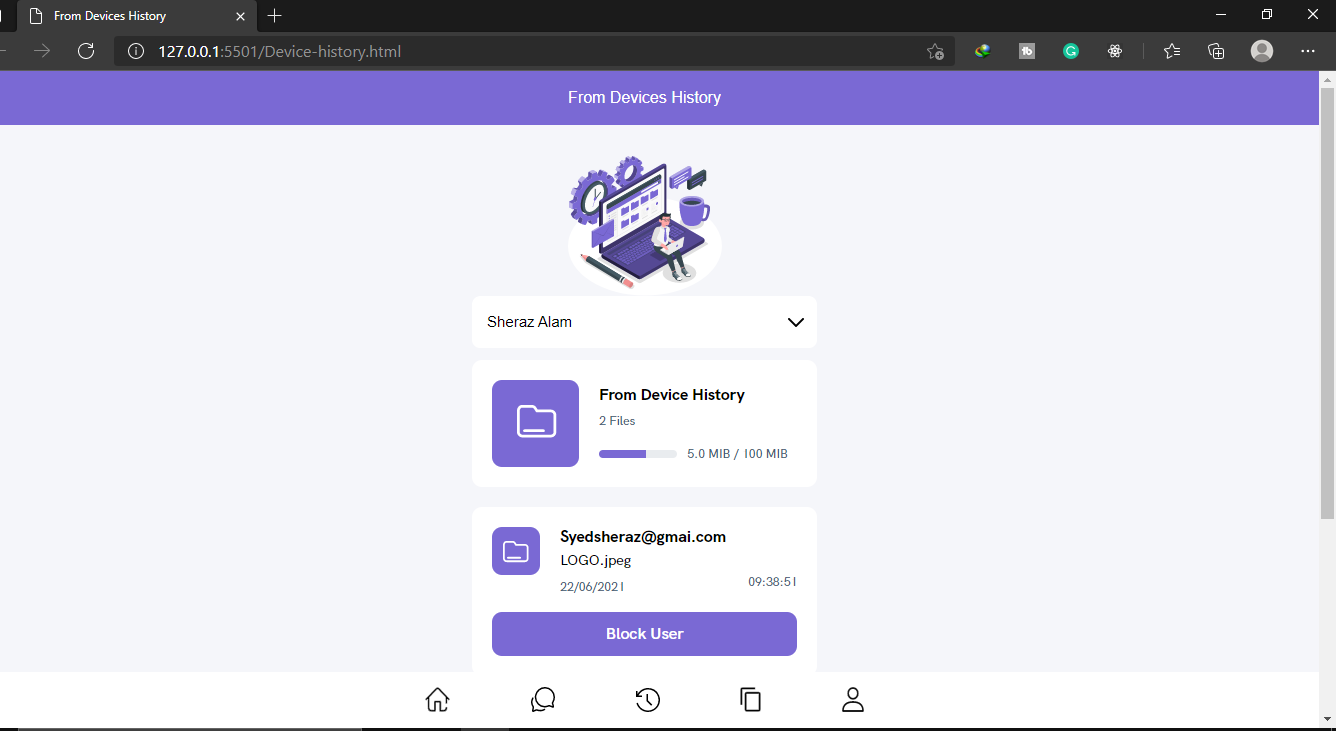 From Devices History
127.0.0.1:5501/Device-history.html
From Devices History
Sheraz Alam
From Device History
2 Files
5.0 MIB / 100 MIB
Syedsheraz@gmai.com
LOGO.jpeg
22/06/2021
09:38:51
Block User